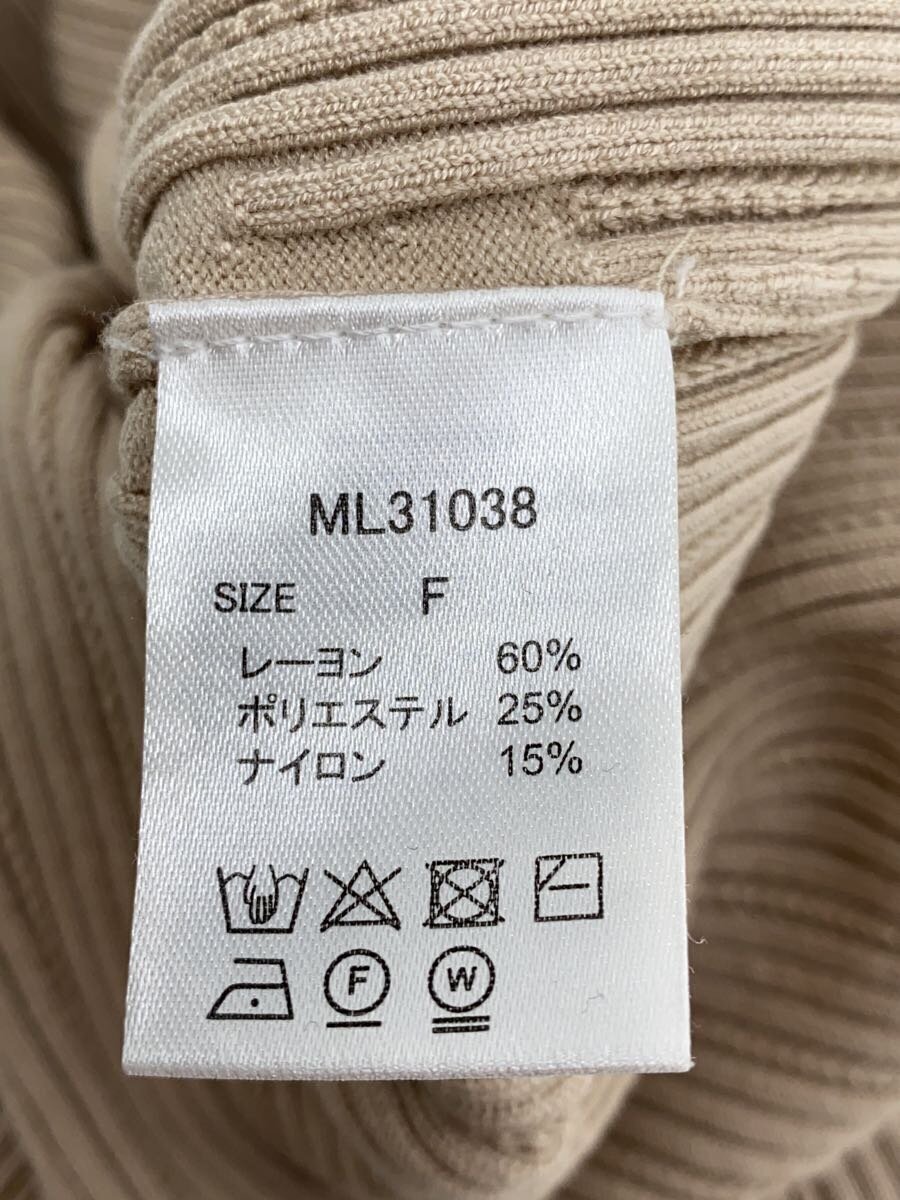 ML31038
SIZE F
レーヨン 60%
ポリエステル 25%
ナイロン 15%
F W